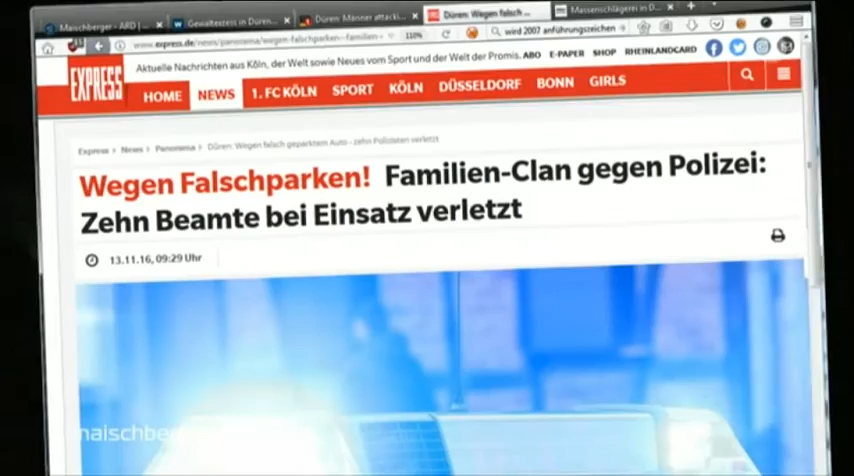 Maischberger - ARD |
Gewaltexzess in Düren...
Düren: Männer attacki...
Düren: Wegen falsch ...
Massenschlägerei in D...
www.express.de/news/panorama/wegen-falschparken--familien-
110%
wird 2007 anführungszeichen
EXPRESS
Aktuelle Nachrichten aus Köln, der Welt sowie Neues vom Sport und der Welt der Promis.
ABO E-PAPER SHOP RHEINLANDCARD
HOME NEWS 1. FC KÖLN SPORT KÖLN DÜSSELDORF BONN GIRLS
Express > News > Panorama > Düren: Wegen falsch geparktem Auto - zehn Polizisten verletzt
Wegen Falschparken! Familien-Clan gegen Polizei:
Zehn Beamte bei Einsatz verletzt
13.11.16, 09:29 Uhr
maischber